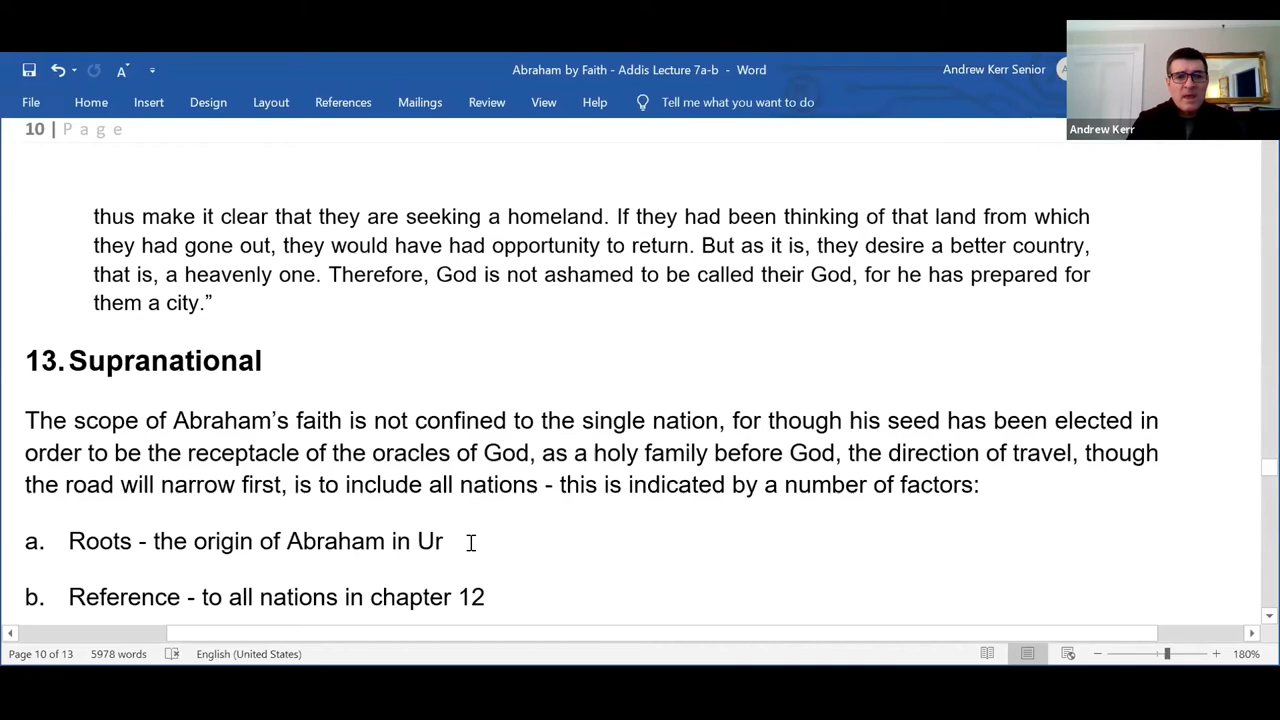 Abraham by Faith - Addis Lecture 7a-b - Word
Andrew Kerr Senior
File Home Insert Design Layout References Mailings Review View Help Tell me what you want to do
Andrew Kerr
10 | Page
thus make it clear that they are seeking a homeland. If they had been thinking of that land from which
they had gone out, they would have had opportunity to return. But as it is, they desire a better country,
that is, a heavenly one. Therefore, God is not ashamed to be called their God, for he has prepared for
them a city.”
13. Supranational
The scope of Abraham’s faith is not confined to the single nation, for though his seed has been elected in
order to be the receptacle of the oracles of God, as a holy family before God, the direction of travel, though
the road will narrow first, is to include all nations - this is indicated by a number of factors:
a. Roots - the origin of Abraham in Ur
b. Reference - to all nations in chapter 12
Page 10 of 13 5978 words English (United States) 180%